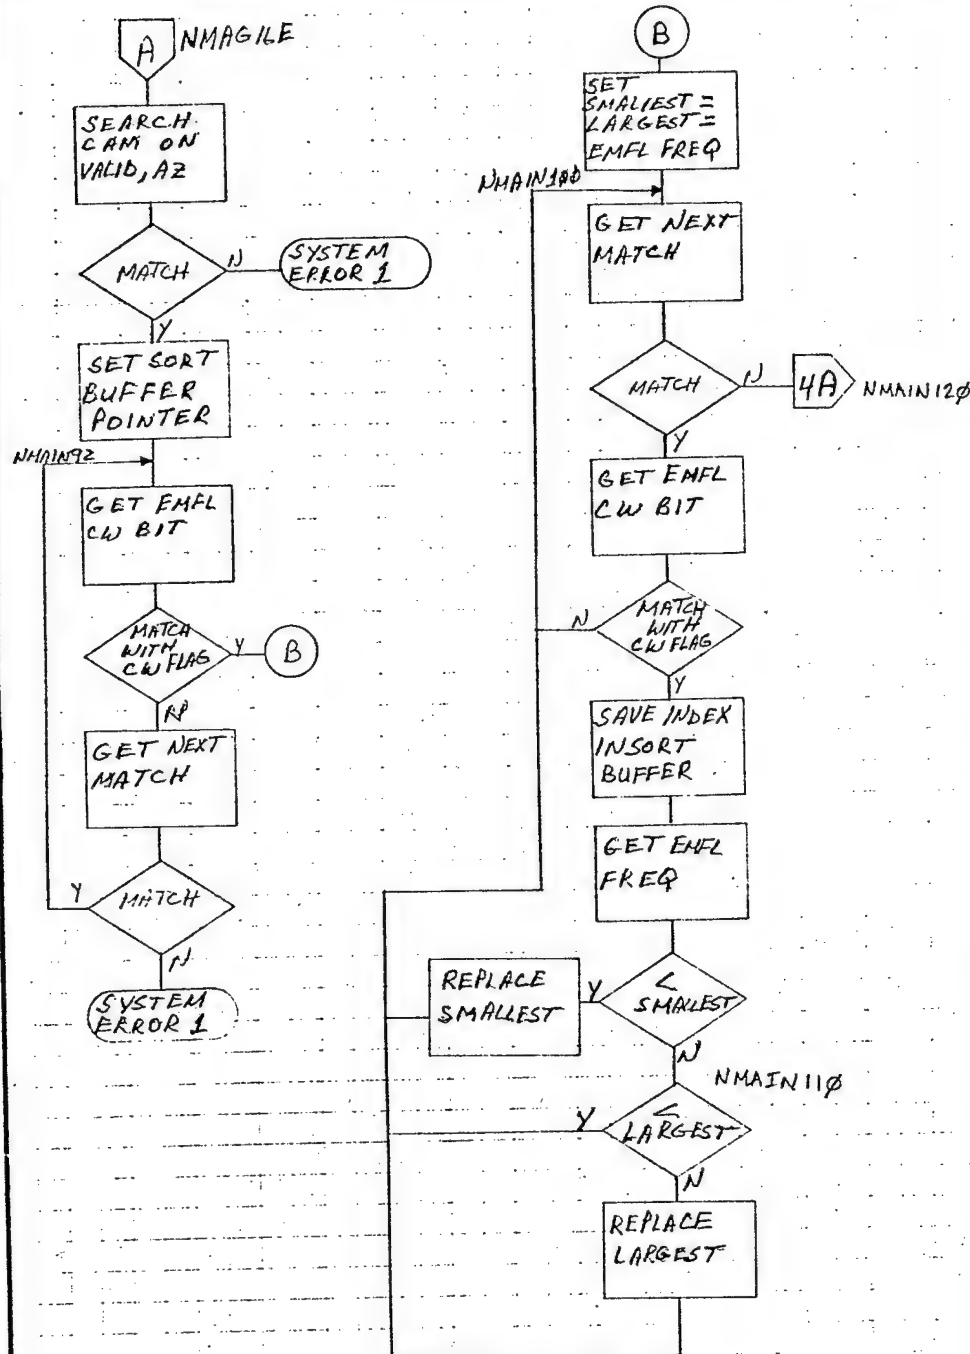 A
NMAGILE
SEARCH
CAM ON
VALID, AZ
MATCH
N
SYSTEM
ERROR 1
Y
SET SORT
BUFFER
POINTER
NMAIN92
GET EMFL
CW BIT
MATCH
WITH
CW FLAG
Y
B
N
GET NEXT
MATCH
Y
MATCH
N
SYSTEM
ERROR 1
B
SET
SMALLEST =
LARGEST =
EMFL FREQ
NMAIN1ØØ
GET NEXT
MATCH
MATCH
N
4A
NMAIN12Ø
Y
GET EMFL
CW BIT
N
MATCH
WITH
CW FLAG
Y
SAVE INDEX
INSORT
BUFFER
GET EMFL
FREQ
REPLACE
SMALLEST
Y
<
SMALLEST
N
NMAIN11Ø
Y
<
LARGEST
N
REPLACE
LARGEST